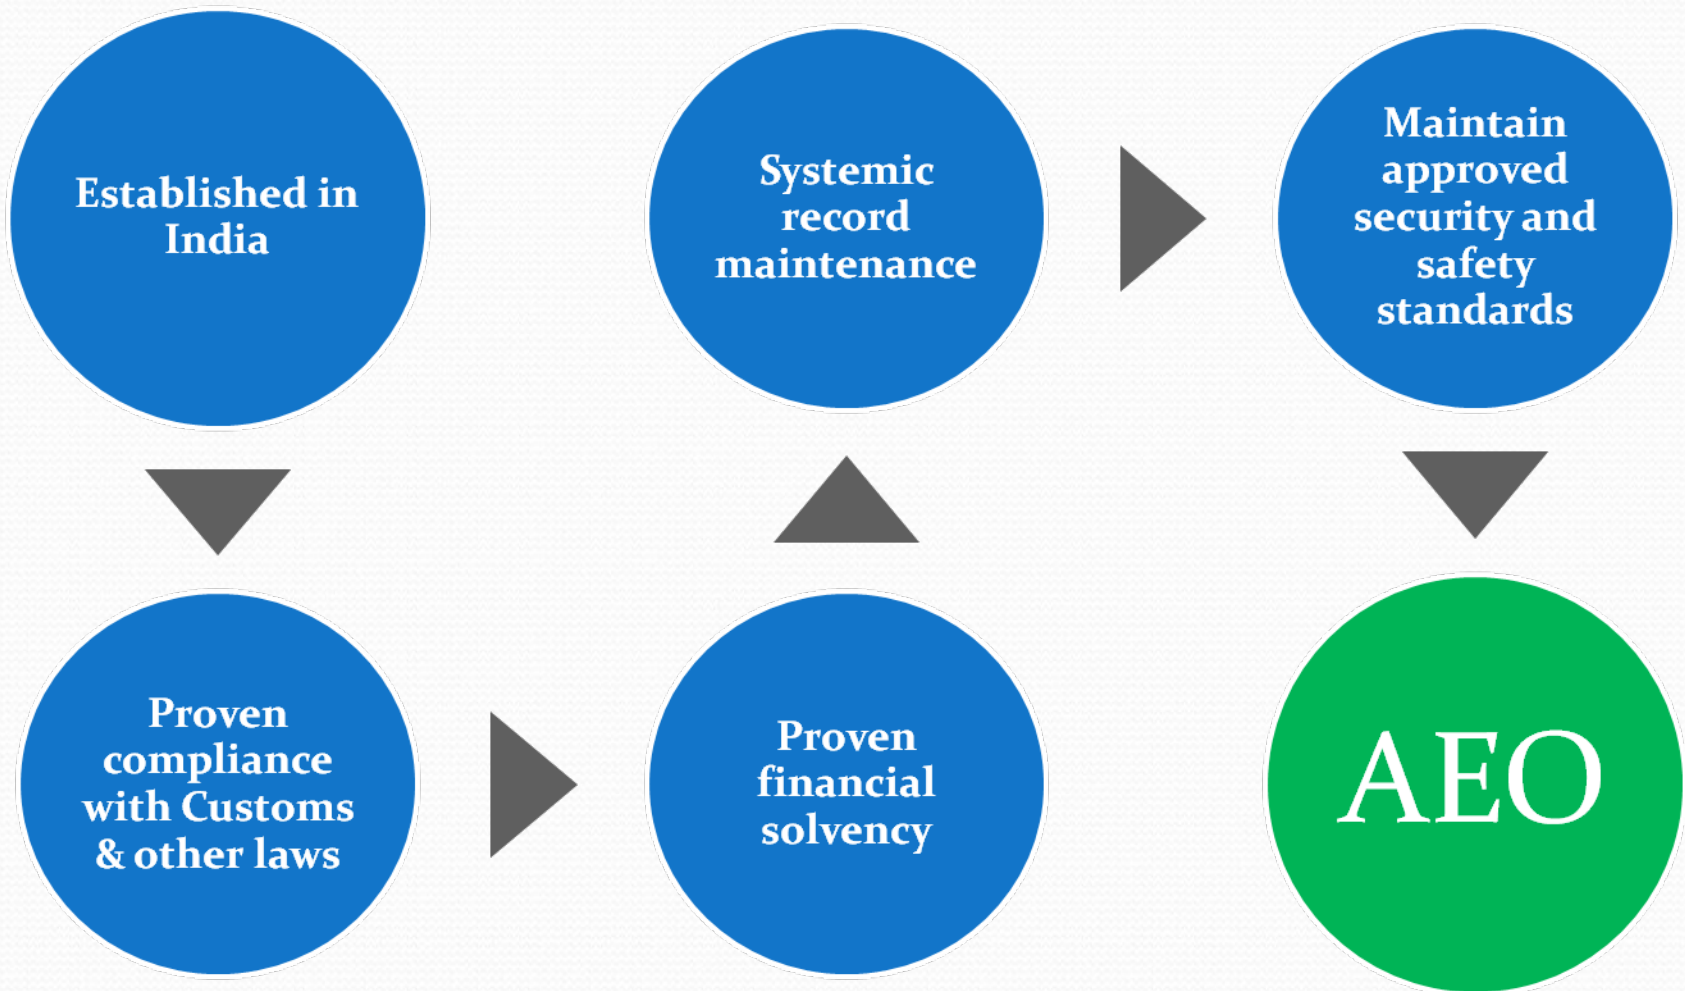 Established in
India
Proven
compliance
with Customs
& other laws
Proven
financial
solvency
Systemic
record
maintenance
Maintain
approved
security and
safety
standards
AEO